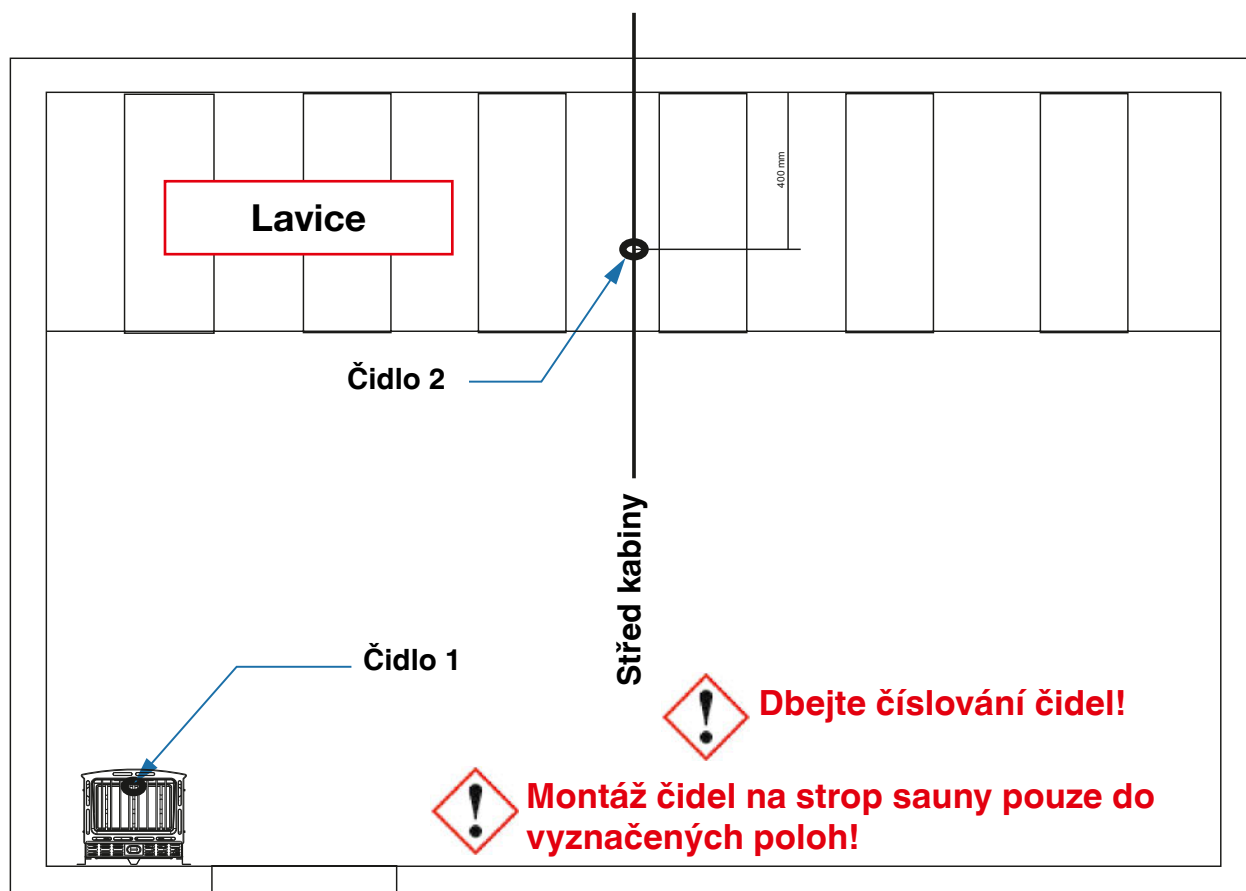 400 mm
Lavice
Čidlo 2
Střed kabiny
Čidlo 1
Dbejte číslování čidel!
Montáž čidel na strop sauny pouze do
vyznačených poloh!